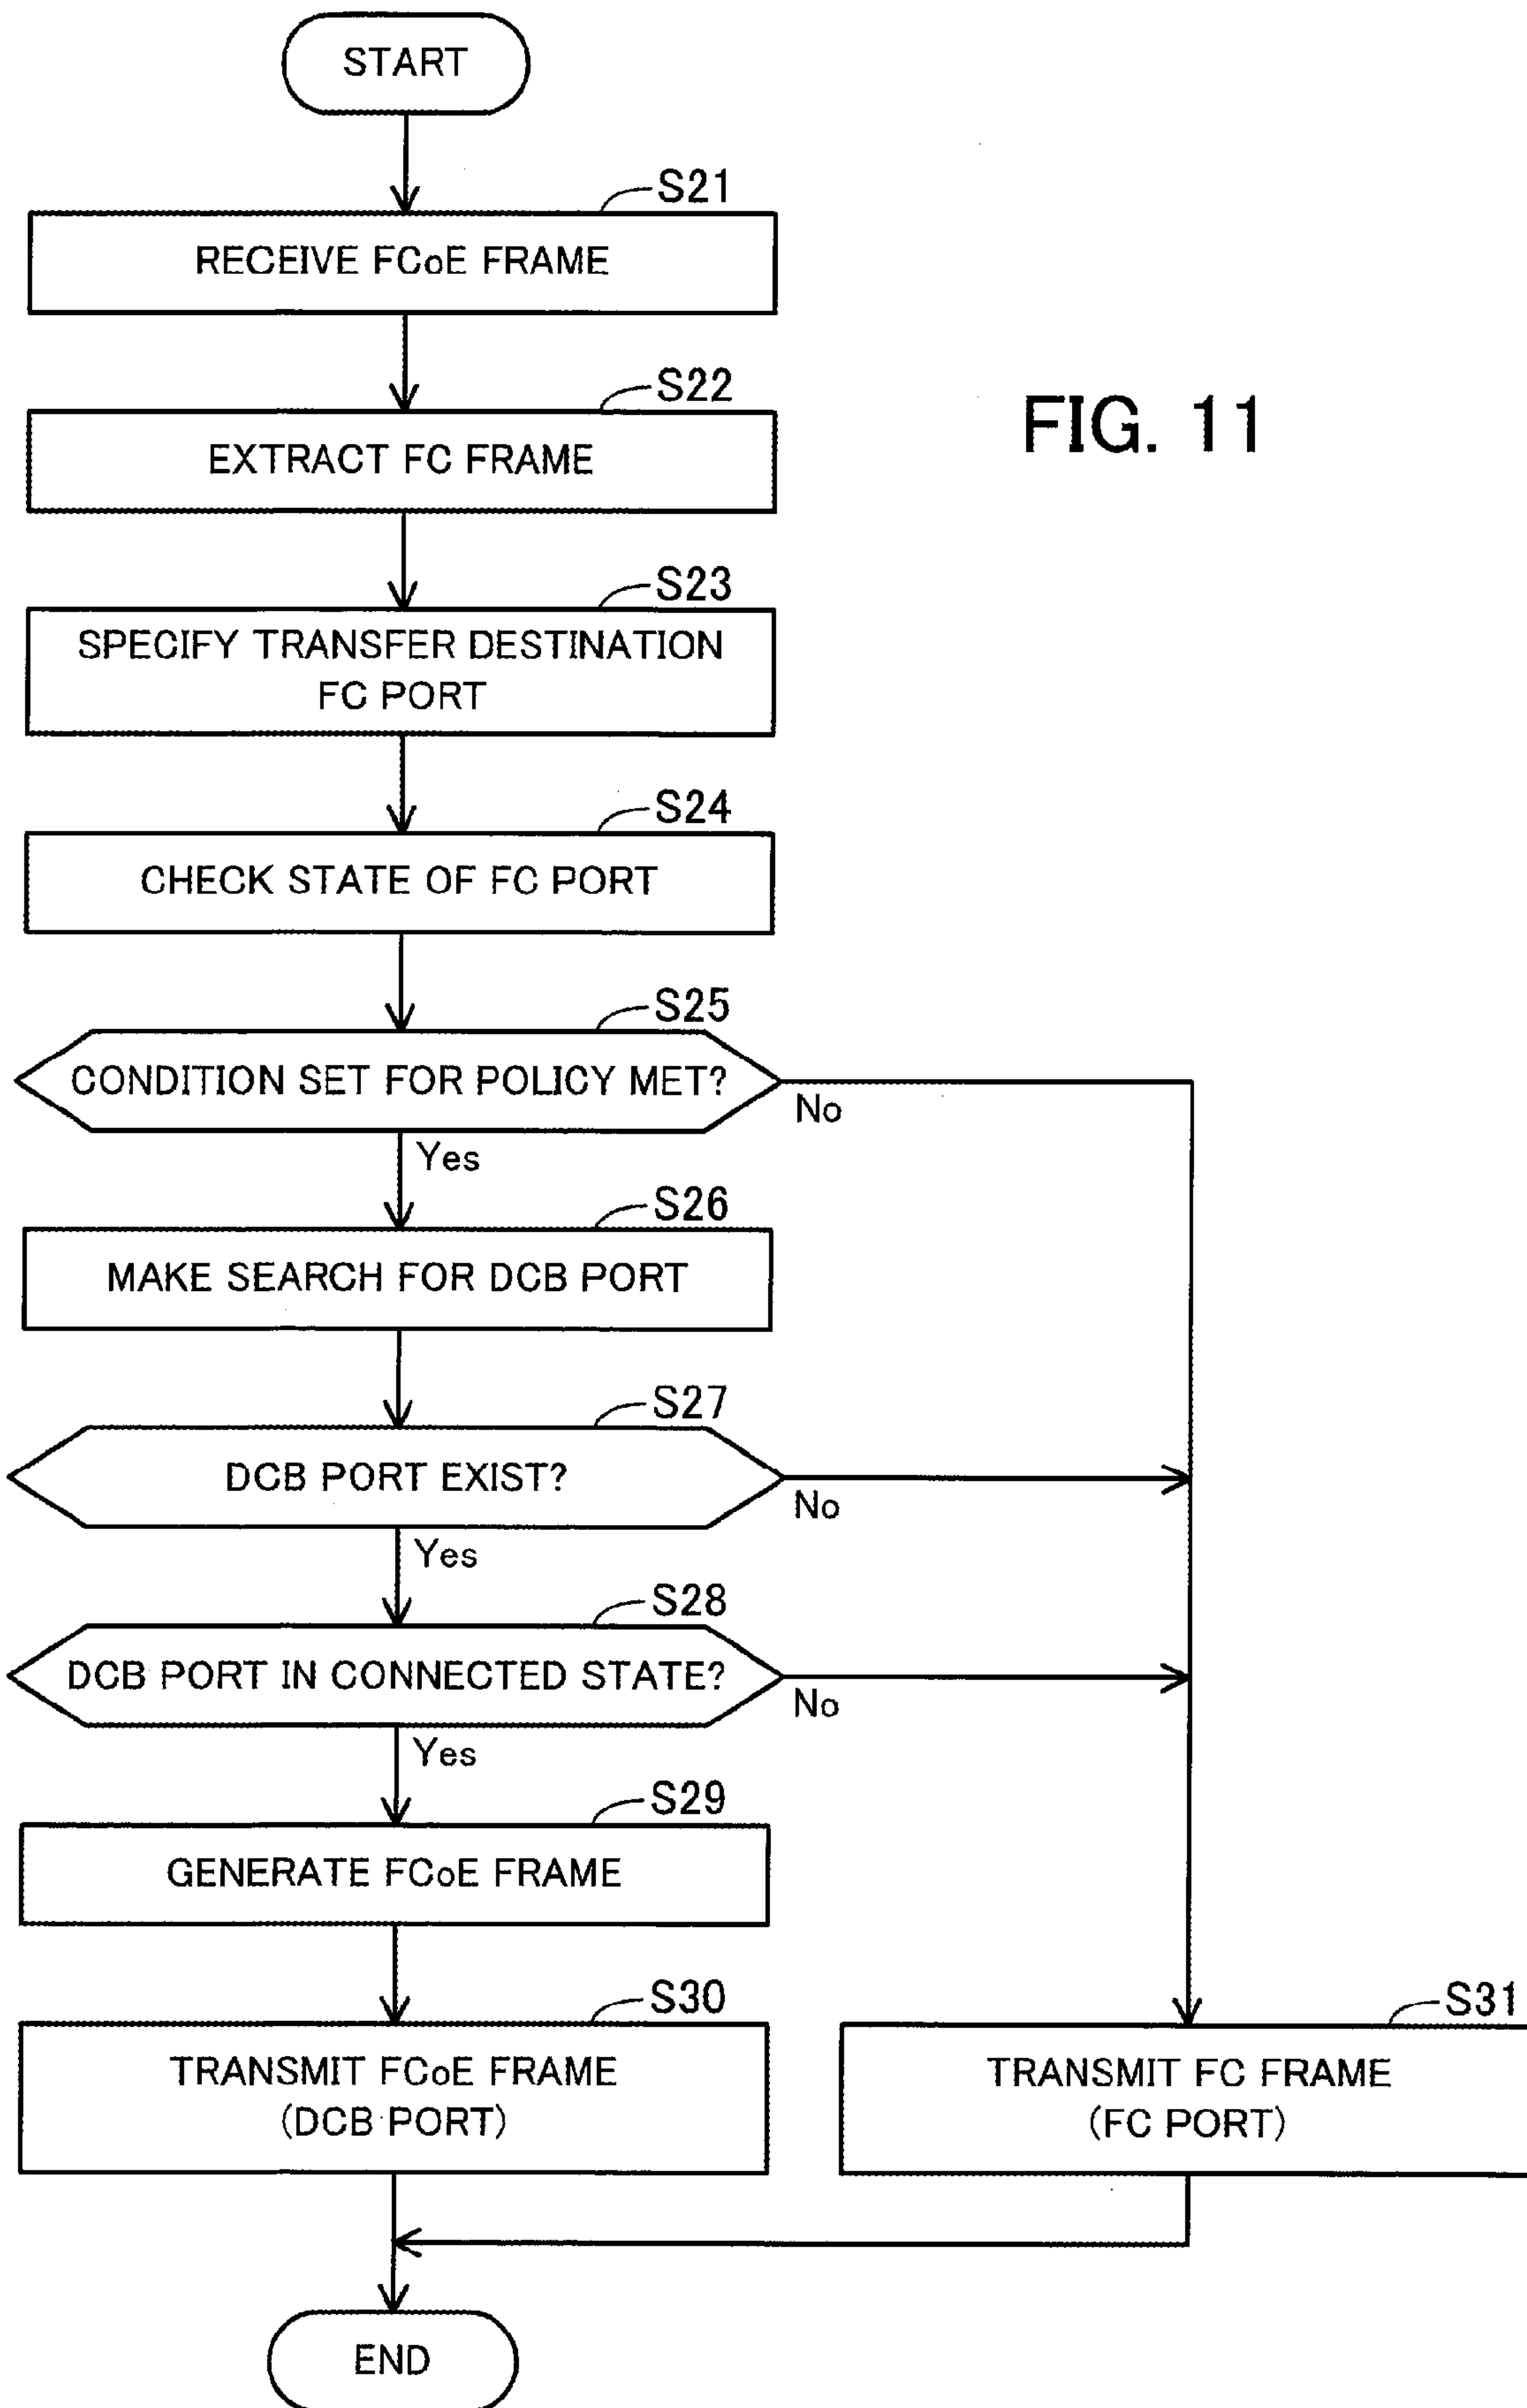 START
S21
RECEIVE FCoE FRAME
S22
EXTRACT FC FRAME
FIG. 11
S23
SPECIFY TRANSFER DESTINATION
FC PORT
S24
CHECK STATE OF FC PORT
S25
CONDITION SET FOR POLICY MET?
No
Yes
S26
MAKE SEARCH FOR DCB PORT
S27
DCB PORT EXIST?
No
Yes
S28
DCB PORT IN CONNECTED STATE?
No
Yes
S29
GENERATE FCoE FRAME
S30
TRANSMIT FCoE FRAME
(DCB PORT)
S31
TRANSMIT FC FRAME
(FC PORT)
END